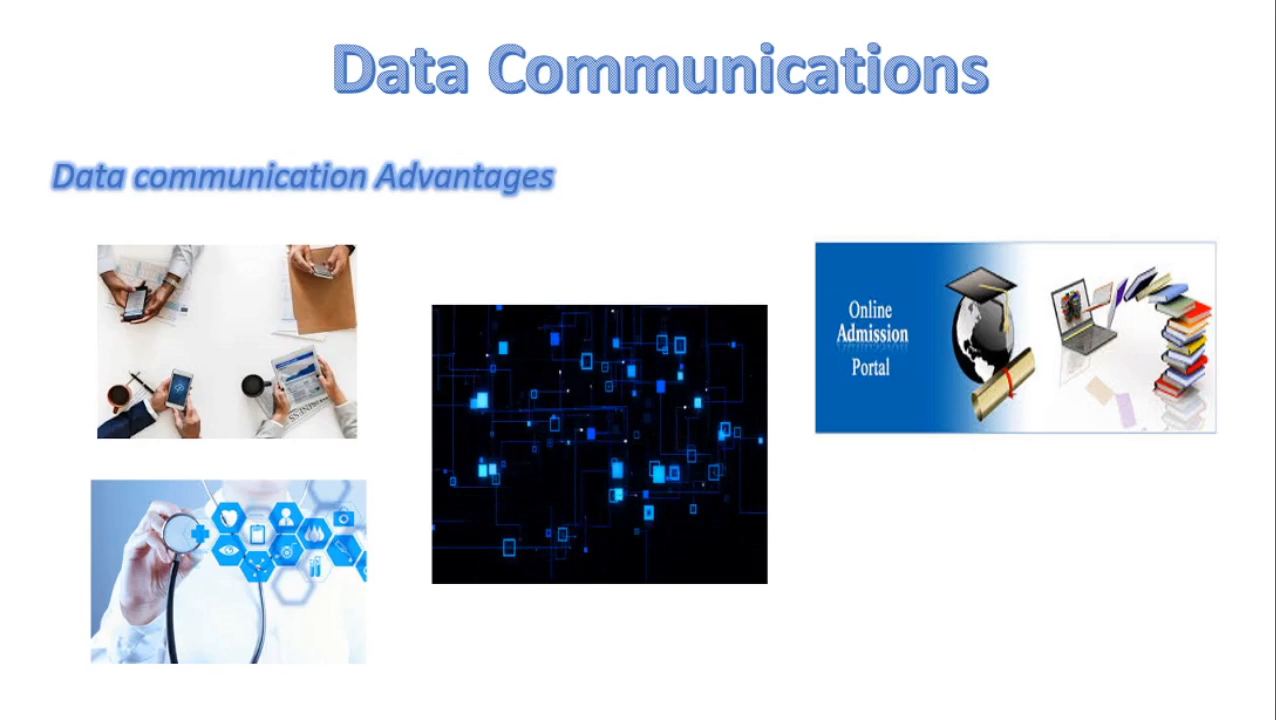 Data Communications
Data communication Advantages
Online
Admission
Portal